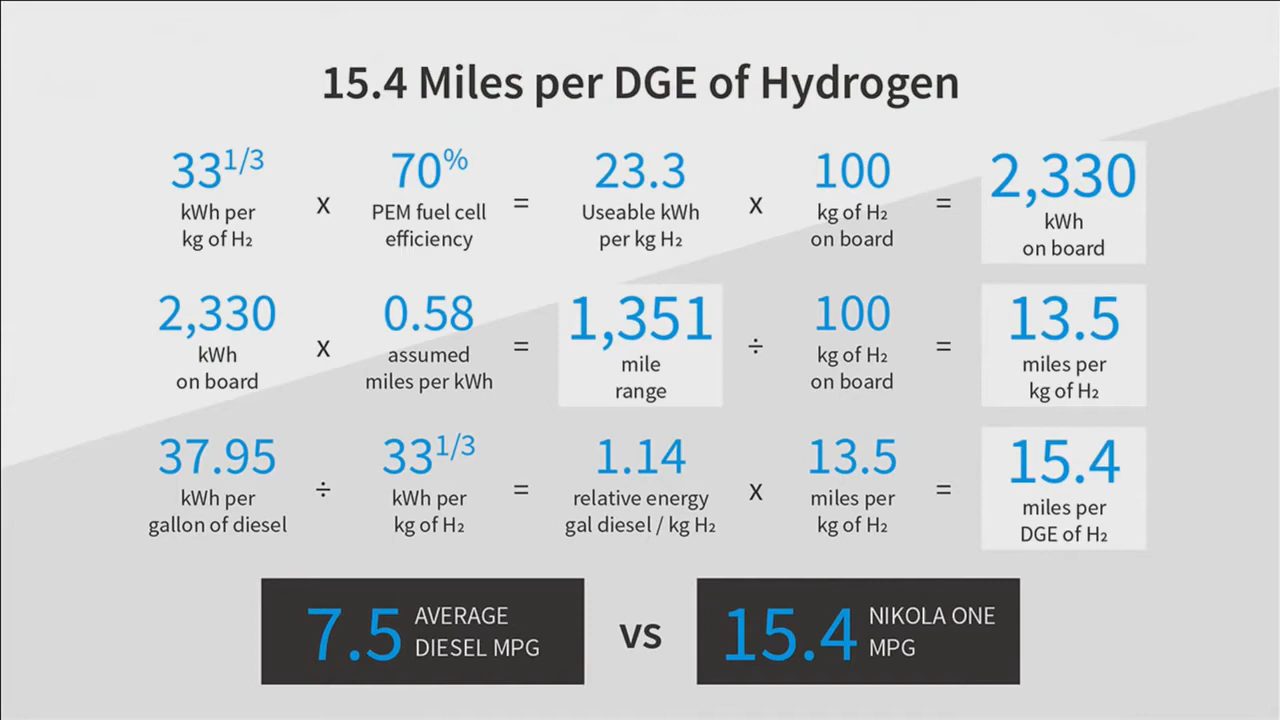 15.4 Miles per DGE of Hydrogen
33 1/3 x 70% = 23.3 x 100 = 2,330
kWh per kg of H₂
PEM fuel cell efficiency
Useable kWh per kg H₂
kg of H₂ on board
kWh on board
2,330 x 0.58 = 1,351 ÷ 100 = 13.5
kWh on board
assumed miles per kWh
mile range
kg of H₂ on board
miles per kg of H₂
37.95 ÷ 33 1/3 = 1.14 x 13.5 = 15.4
kWh per gallon of diesel
kWh per kg of H₂
relative energy gal diesel / kg H₂
miles per kg of H₂
miles per DGE of H₂
7.5 AVERAGE DIESEL MPG
VS
15.4 NIKOLA ONE MPG